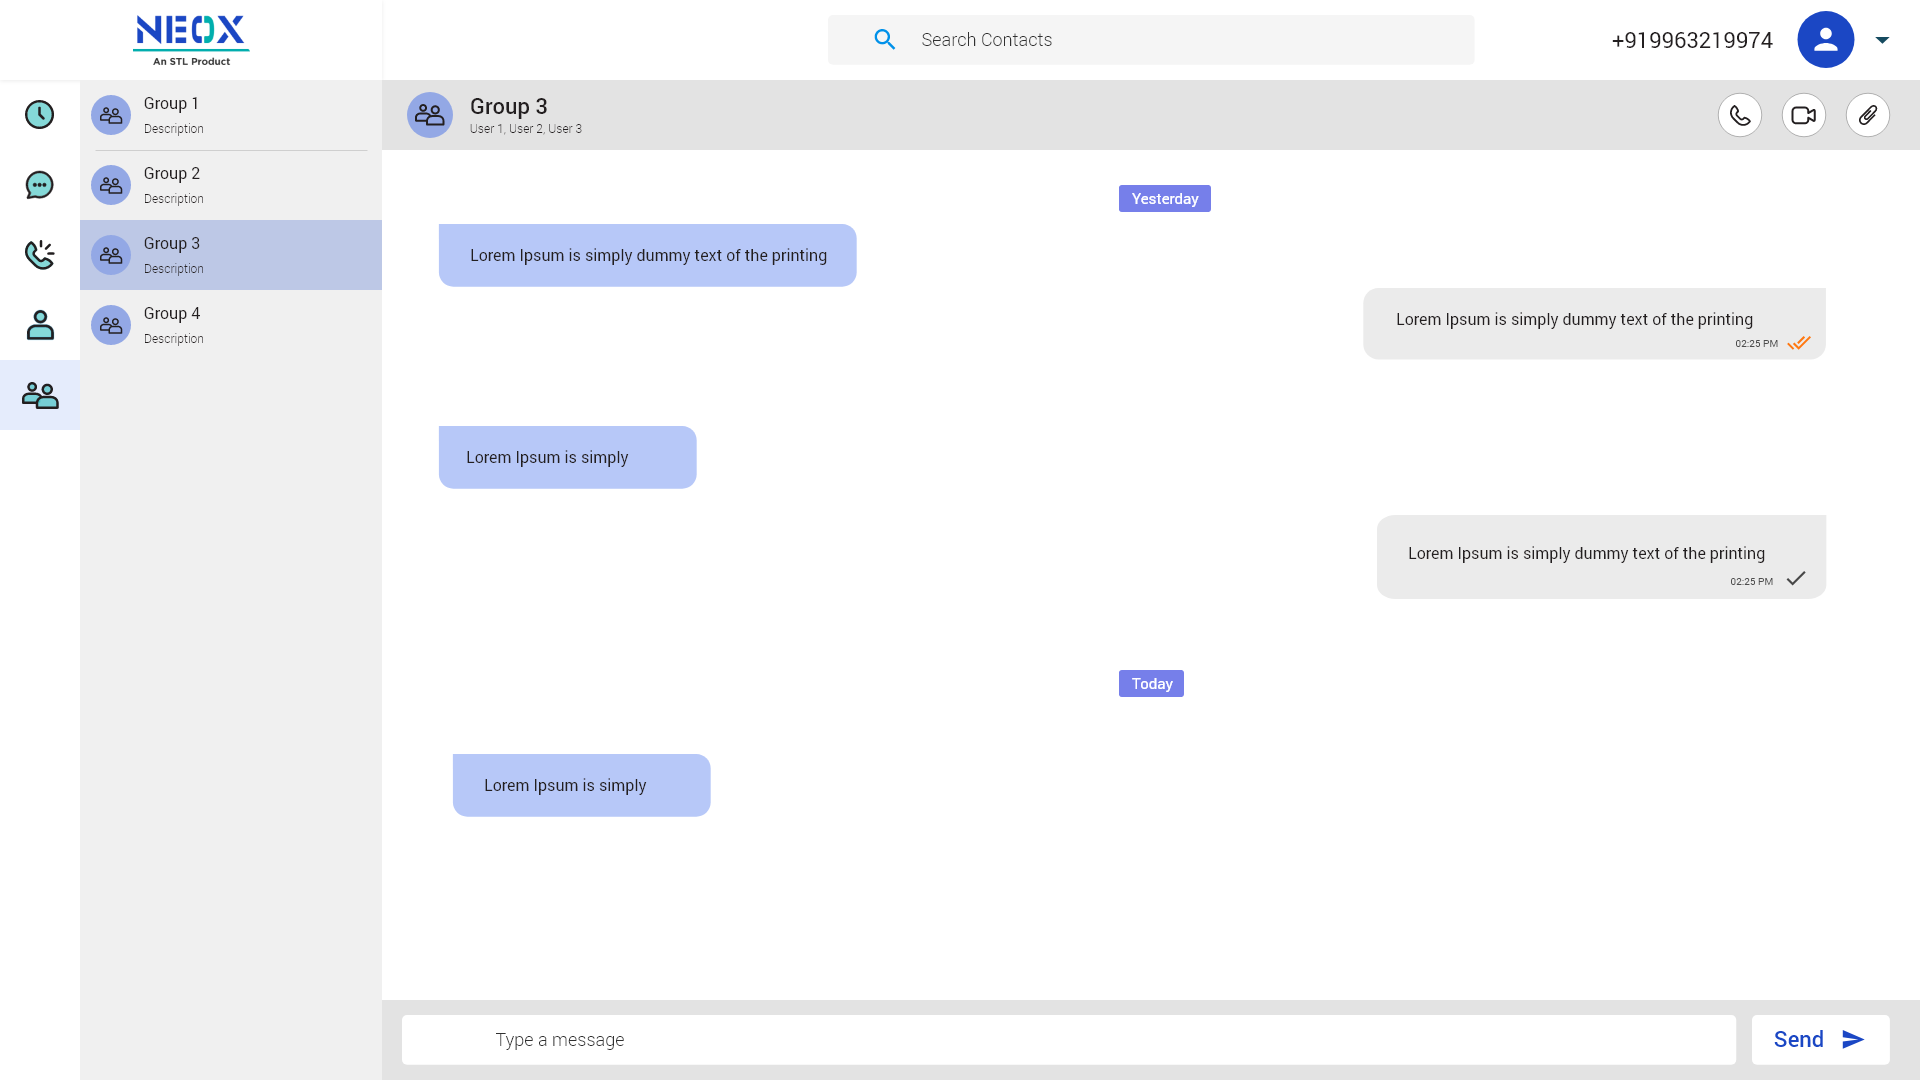 NEOX
An STL Product
Search Contacts
+919963219974
Group 1
Description
Group 2
Description
Group 3
Description
Group 4
Description
Group 3
User 1, User 2, User 3
Yesterday
Lorem Ipsum is simply dummy text of the printing
Lorem Ipsum is simply dummy text of the printing
02:25 PM
Lorem Ipsum is simply
Lorem Ipsum is simply dummy text of the printing
02:25 PM
Today
Lorem Ipsum is simply
Type a message
Send